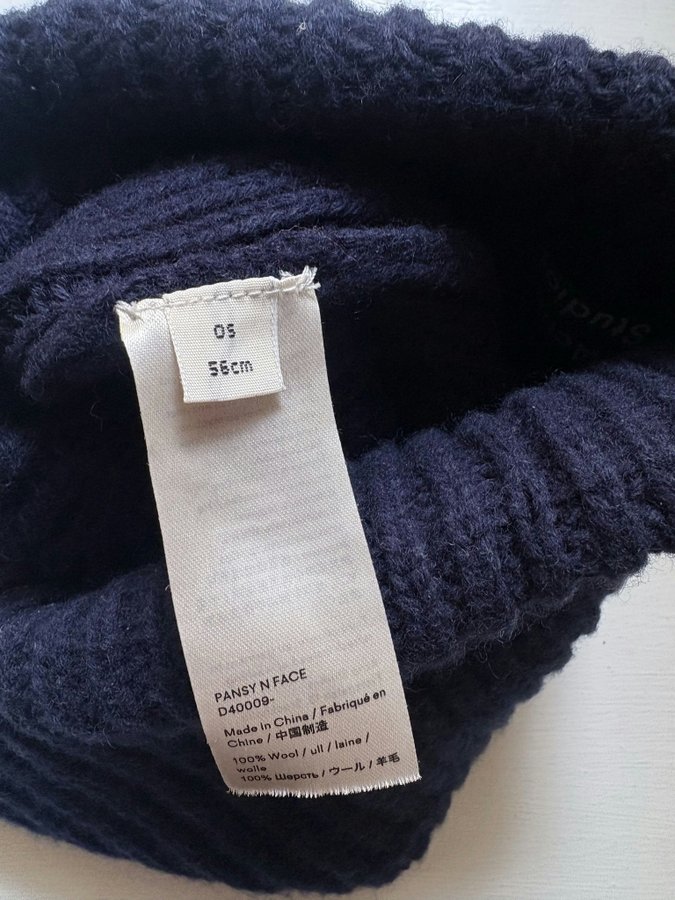 OS
56cm
PANSY N FACE
D40009-
Made in China / Fabriqué en
Chine / 中国制造
100% Wool / ull / laine /
wolle
100% Шерсть / ウール / 羊毛